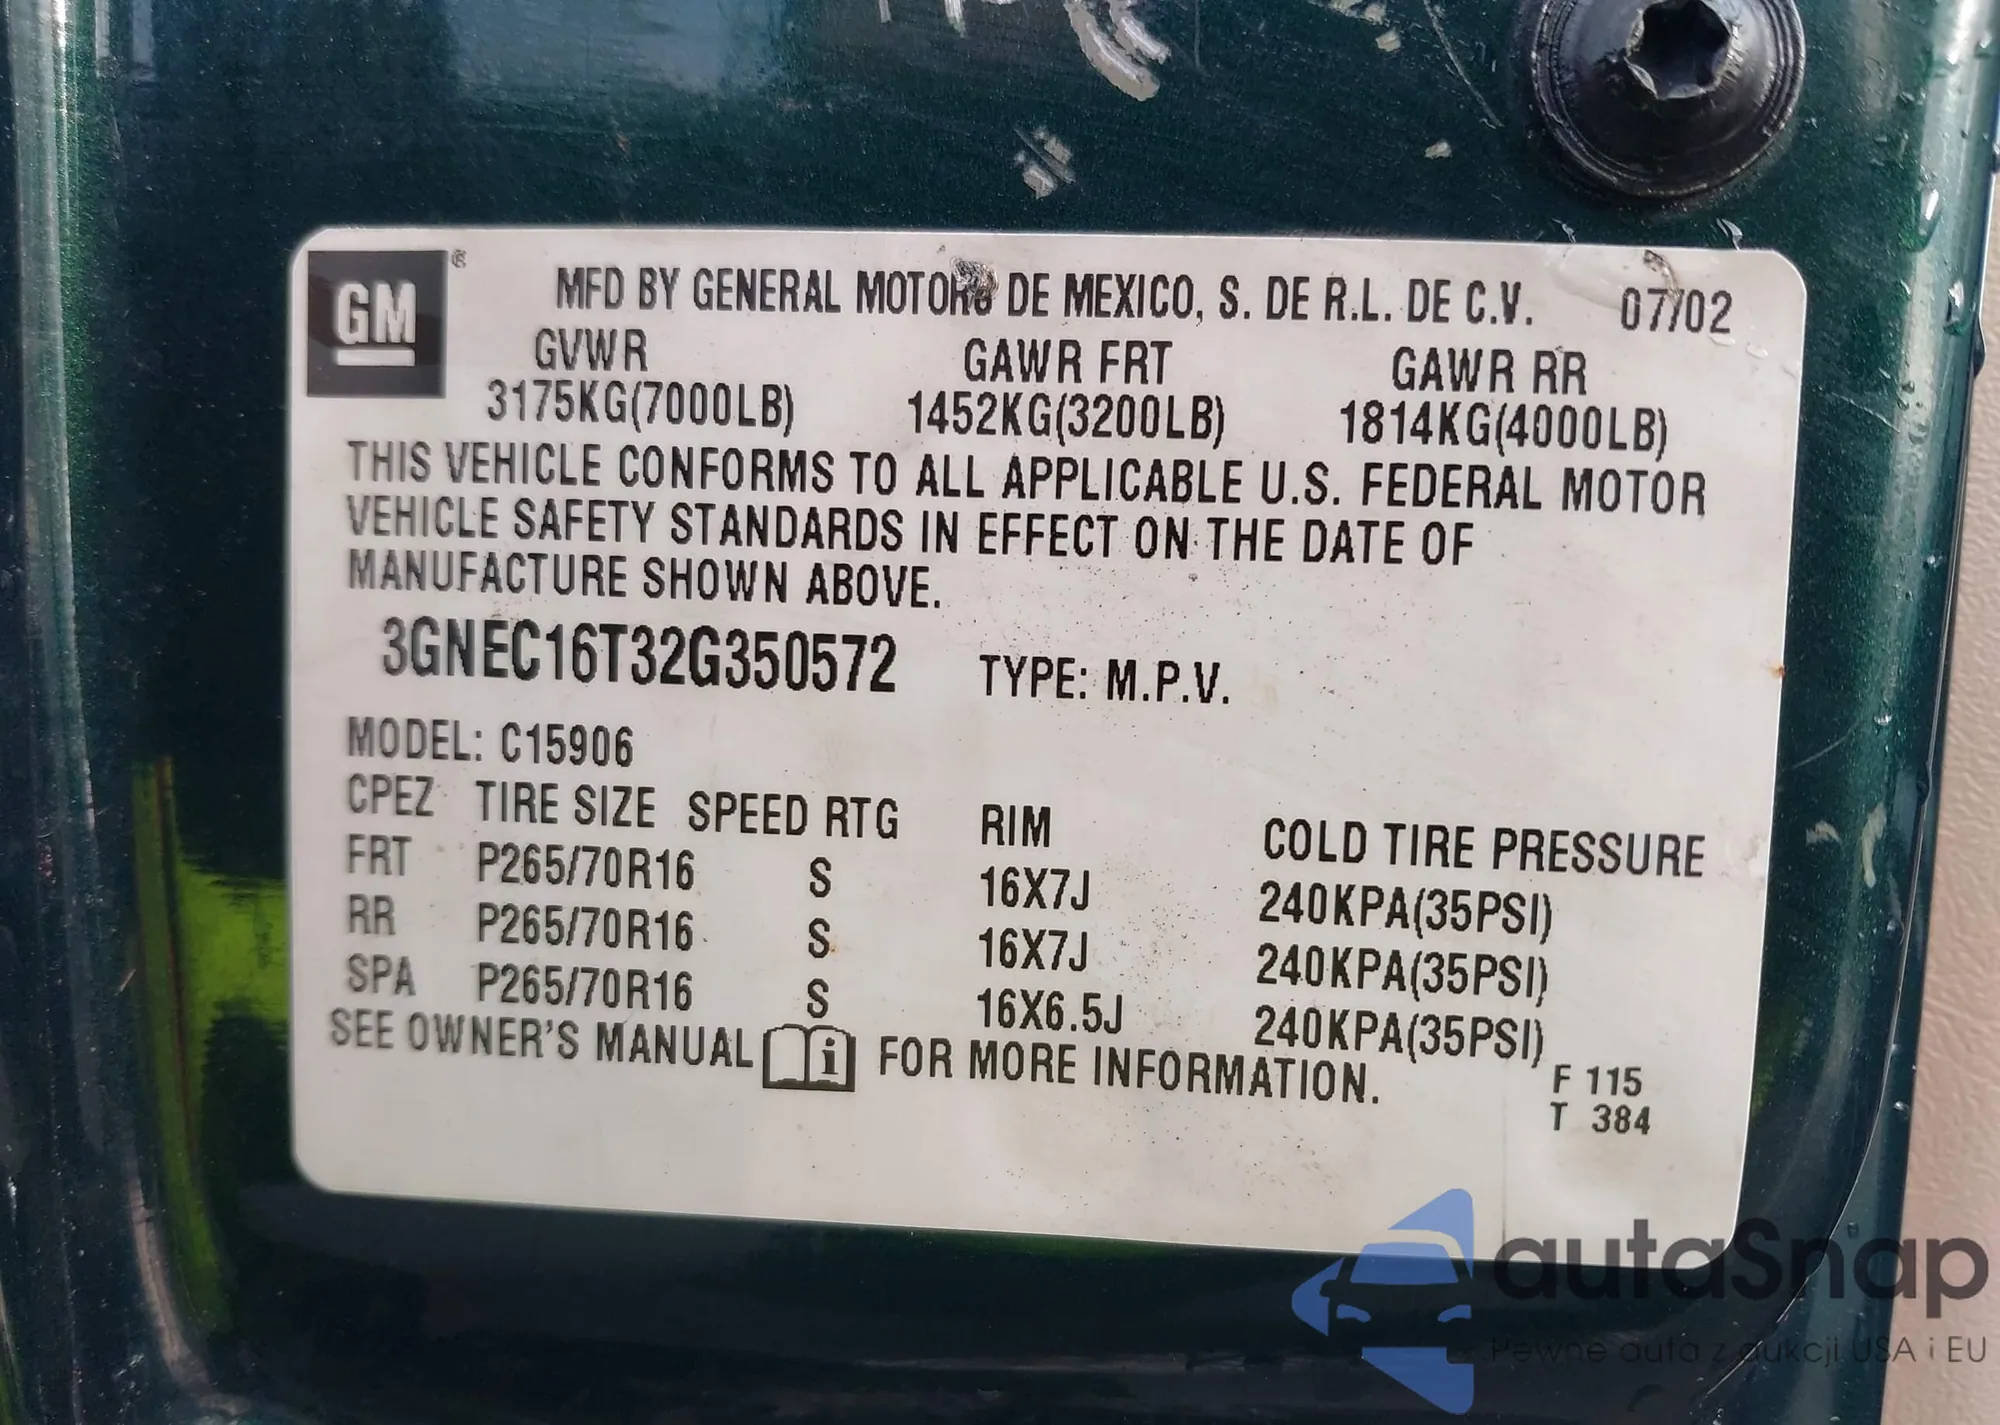 GM ®
MFD BY GENERAL MOTORS DE MEXICO, S. DE R.L. DE C.V. 07/02
GVWR GAWR FRT GAWR RR
3175KG(7000LB) 1452KG(3200LB) 1814KG(4000LB)
THIS VEHICLE CONFORMS TO ALL APPLICABLE U.S. FEDERAL MOTOR
VEHICLE SAFETY STANDARDS IN EFFECT ON THE DATE OF
MANUFACTURE SHOWN ABOVE.
3GNEC16T32G350572 TYPE: M.P.V.
MODEL: C15906
CPEZ TIRE SIZE SPEED RTG RIM COLD TIRE PRESSURE
FRT P265/70R16 S 16X7J 240KPA(35PSI)
RR P265/70R16 S 16X7J 240KPA(35PSI)
SPA P265/70R16 S 16X6.5J 240KPA(35PSI)
SEE OWNER'S MANUAL i FOR MORE INFORMATION.
F 115
T 384
autaSnap
Pewne auta z aukcji USA i EU